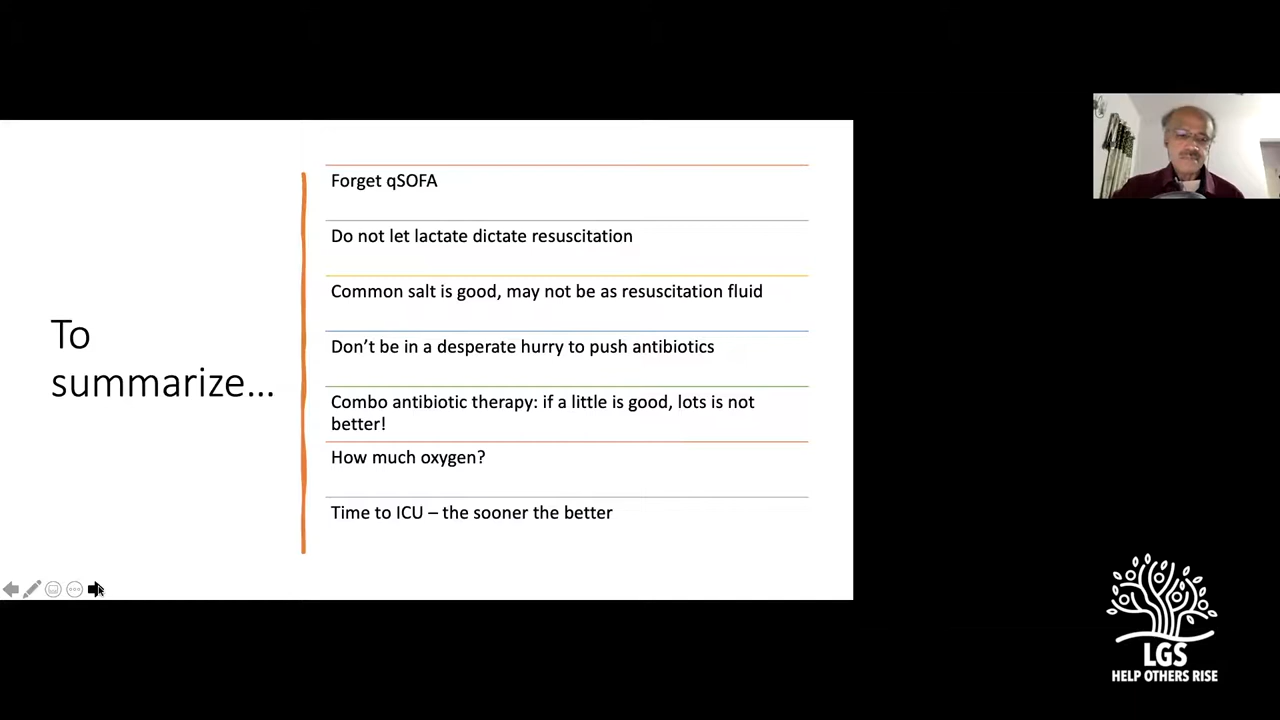 To
summarize...
Forget qSOFA
Do not let lactate dictate resuscitation
Common salt is good, may not be as resuscitation fluid
Don’t be in a desperate hurry to push antibiotics
Combo antibiotic therapy: if a little is good, lots is not
better!
How much oxygen?
Time to ICU – the sooner the better
LGS
HELP OTHERS RISE